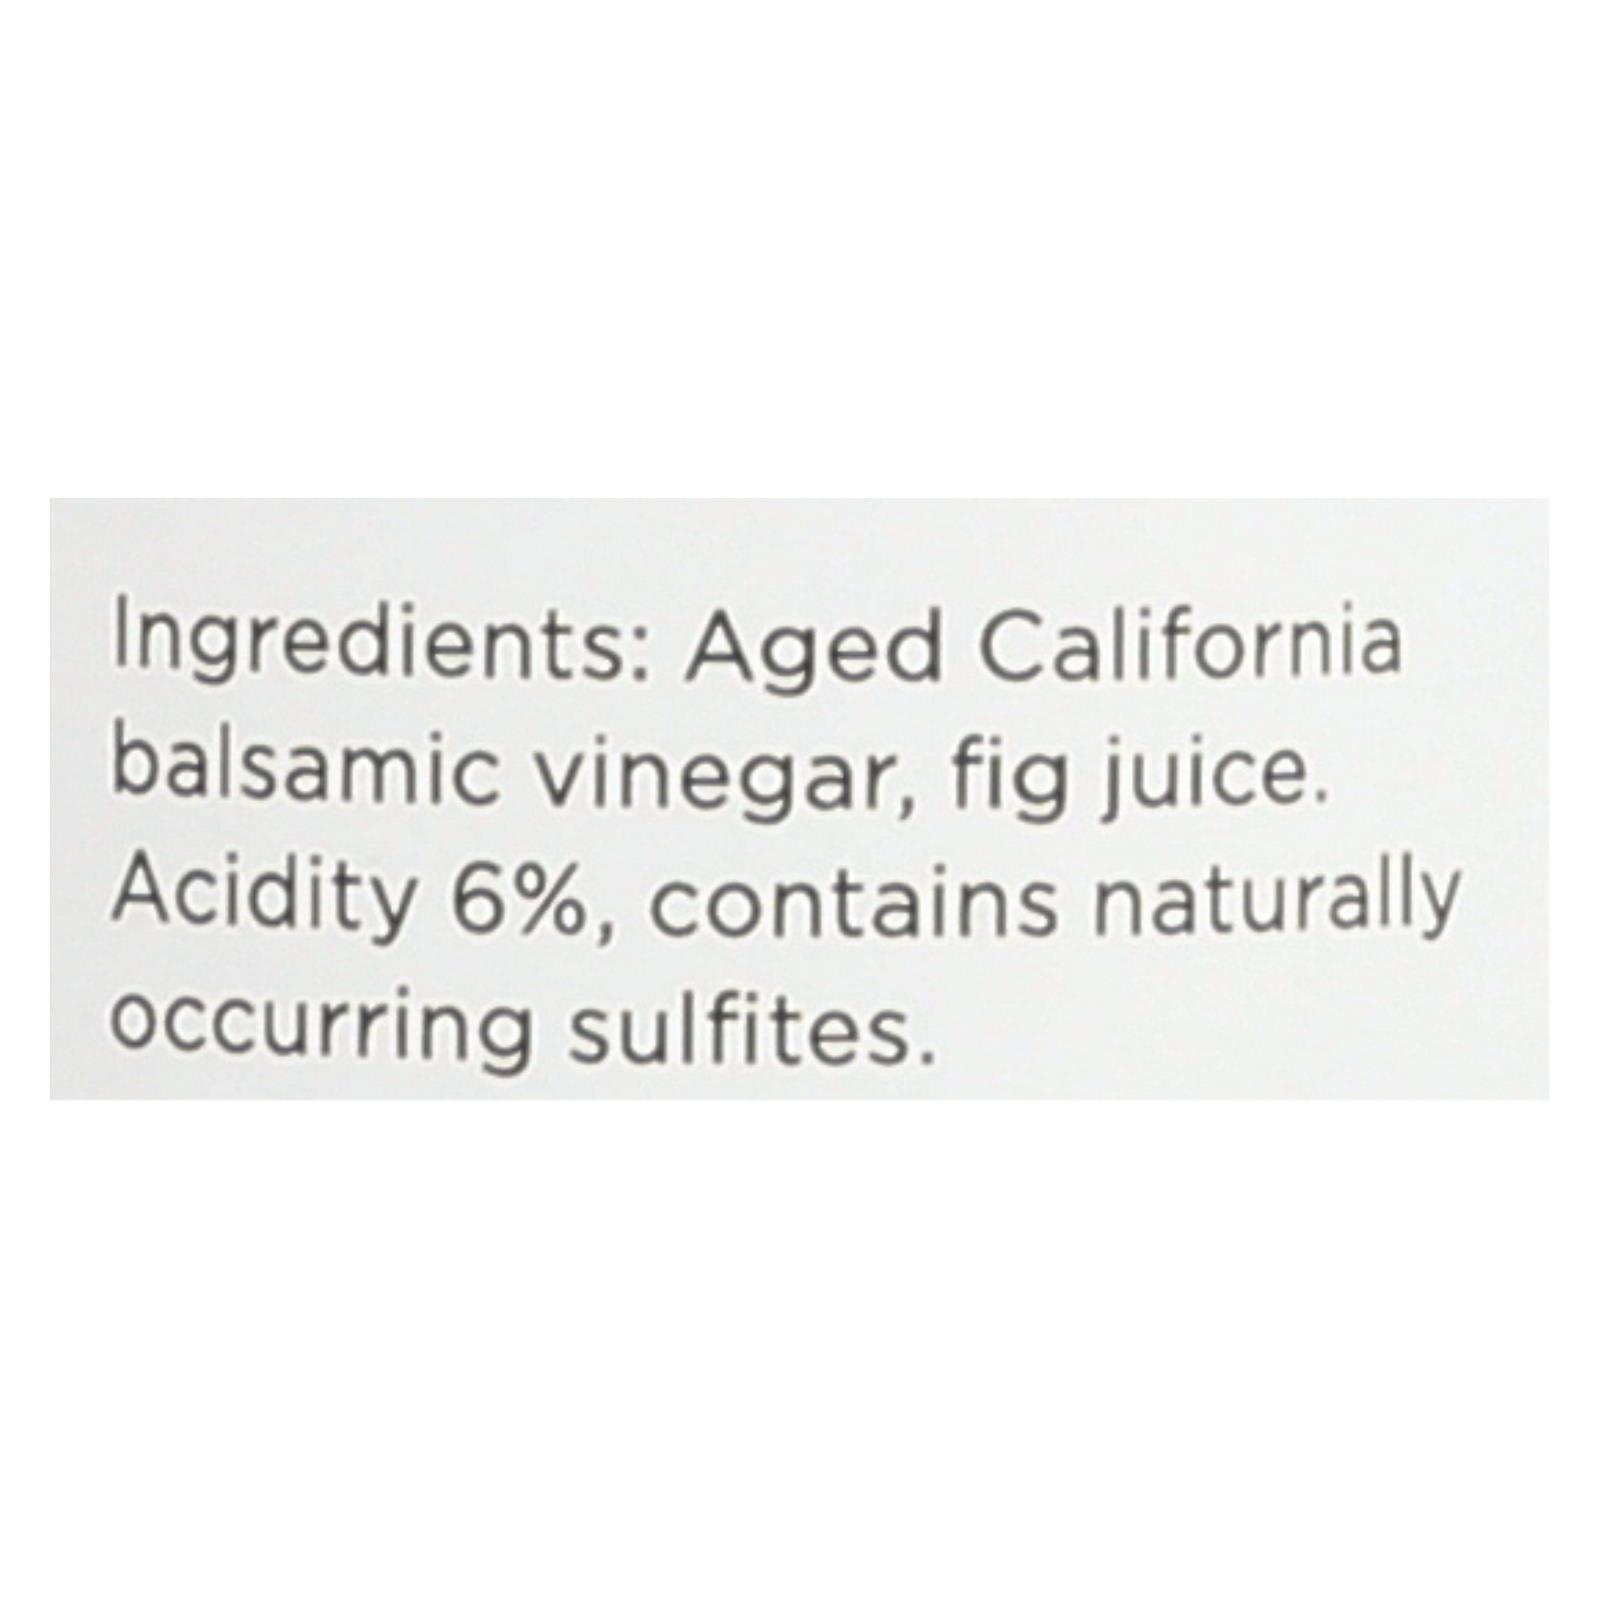 Ingredients: Aged California
balsamic vinegar, fig juice.
Acidity 6%, contains naturally
occurring sulfites.